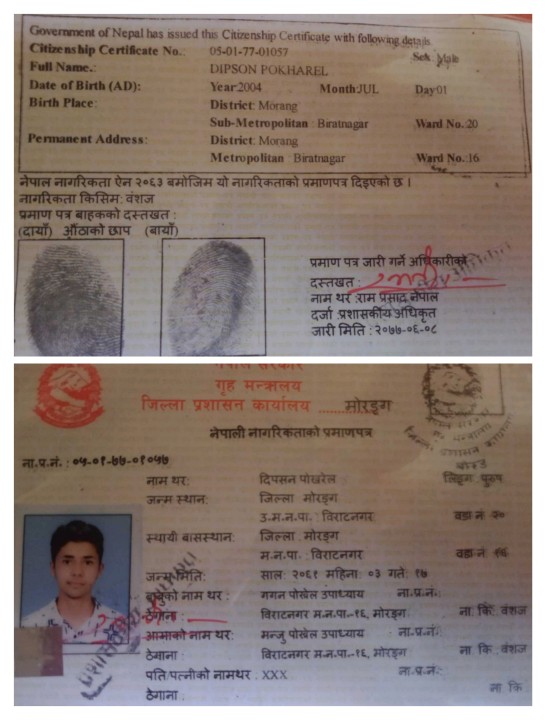 Government of Nepal has issued this Citizenship Certificate with following details.
Citizenship Certificate No.: 05-01-77-01057 Sex: Male
Full Name.: DIPSON POKHAREL
Date of Birth (AD): Year:2004 Month:JUL Day:01
Birth Place: District: Morang
Sub-Metropolitan : Biratnagar Ward No.:20
Permanent Address: District: Morang
Metropolitan : Biratnagar Ward No.:16
नेपाल नागरिकता ऐन २०६३ बमोजिम यो नागरिकताको प्रमाणपत्र दिइएको छ ।
नागरिकता किसिम: वंशज
प्रमाण पत्र बाहकको दस्तखत :
(दायाँ) औंठाको छाप (बायाँ)
प्रमाण पत्र जारी गर्ने अधिकारीको
दस्तखत :
नाम थर :राम प्रसाद नेपाल
दर्जा :प्रशासकीय अधिकृत
जारी मिति : २०७७-०६-०८
नेपाल सरकार
गृह मन्त्रालय
जिल्ला प्रशासन कार्यालय ......मोरङ्ग
नेपाली नागरिकताको प्रमाणपत्र
ना.प्र.नं. : ०५-०१-७७-०१०५७
नाम थर: दिपसन पोखरेल लिङ्ग: पुरुष
जन्म स्थान: जिल्ला: मोरङ्ग
उ.म.न.पा. : विराटनगर वडा नं: २०
स्थायी बासस्थान: जिल्ला: मोरङ्ग
म.न.पा. : विराटनगर वडा नं: १६
जन्म मिति: साल: २०६१ महिना: ०३ गते: १७
बाबुको नाम थर : गगन पोखेल उपाध्याय ना.प्र.नं:
ठेगाना : विराटनगर म.न.पा.-१६, मोरङ्ग ना. कि: वंशज
आमाको नाम थर: मन्जु पोखेल उपाध्याय ना.प्र.नं:
ठेगाना : विराटनगर म.न.पा.-१६, मोरङ्ग ना. कि : वंशज
पति/पत्नीको नामथर : XXX ना.प्र.नं:
ठेगाना : ना. कि :